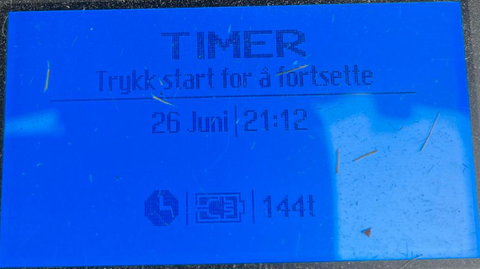 TIMER
Trykk start for å fortsette
26 Juni 21:12
144t